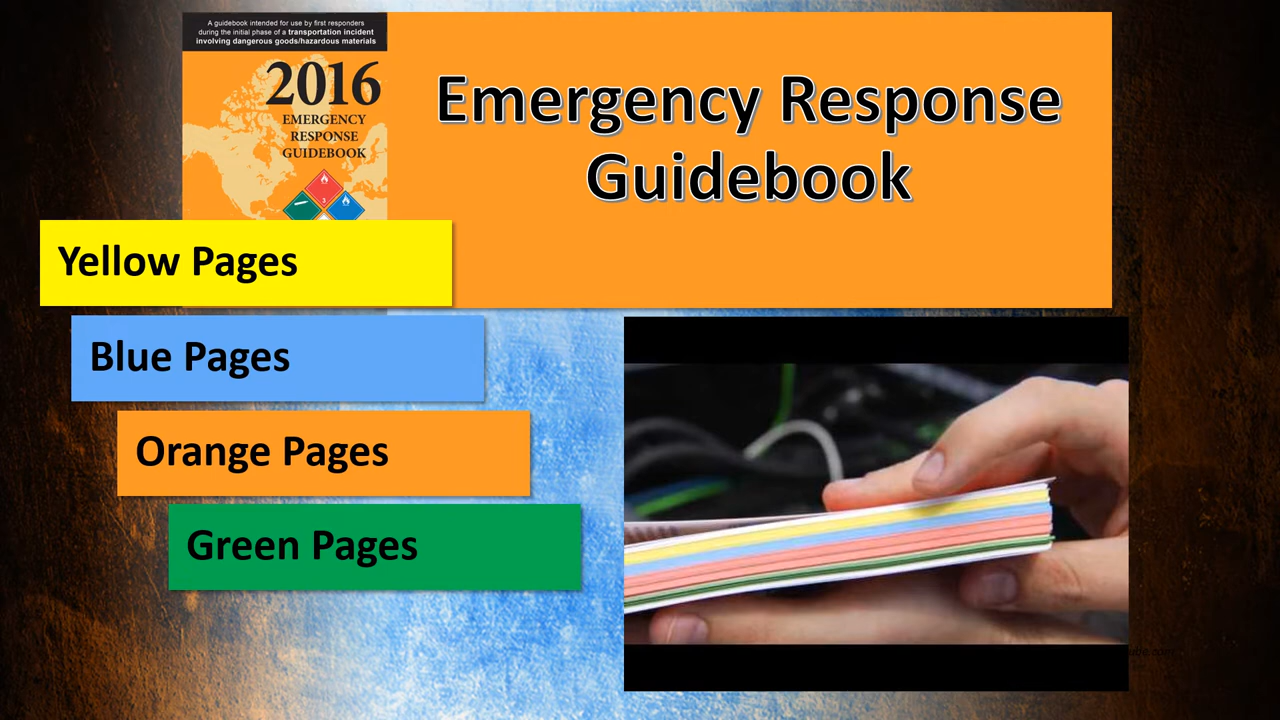 A guidebook intended for use by first responders
during the initial phase of a transportation incident
involving dangerous goods/hazardous materials
2016
EMERGENCY
RESPONSE
GUIDEBOOK
3
Emergency Response
Guidebook
Yellow Pages
Blue Pages
Orange Pages
Green Pages